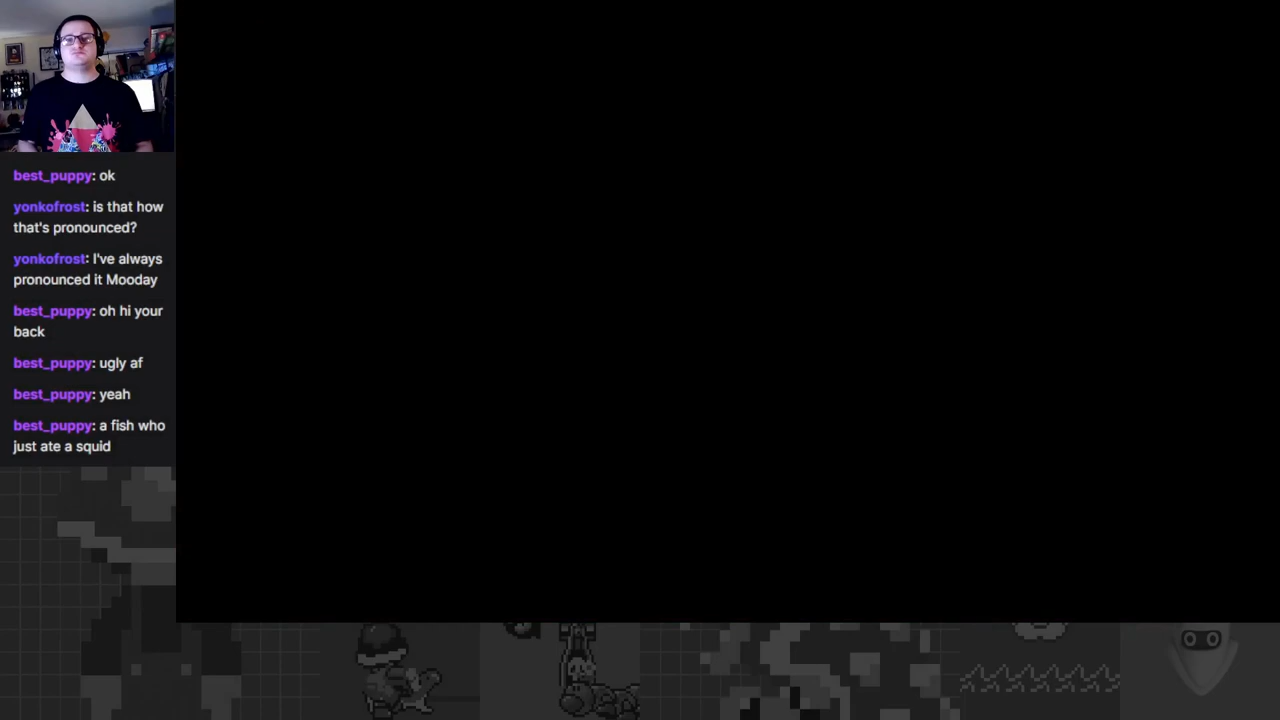 best_puppy: ok
yonkofrost: is that how
that's pronounced?
yonkofrost: I've always
pronounced it Mooday
best_puppy: oh hi your
back
best_puppy: ugly af
best_puppy: yeah
best_puppy: a fish who
just ate a squid